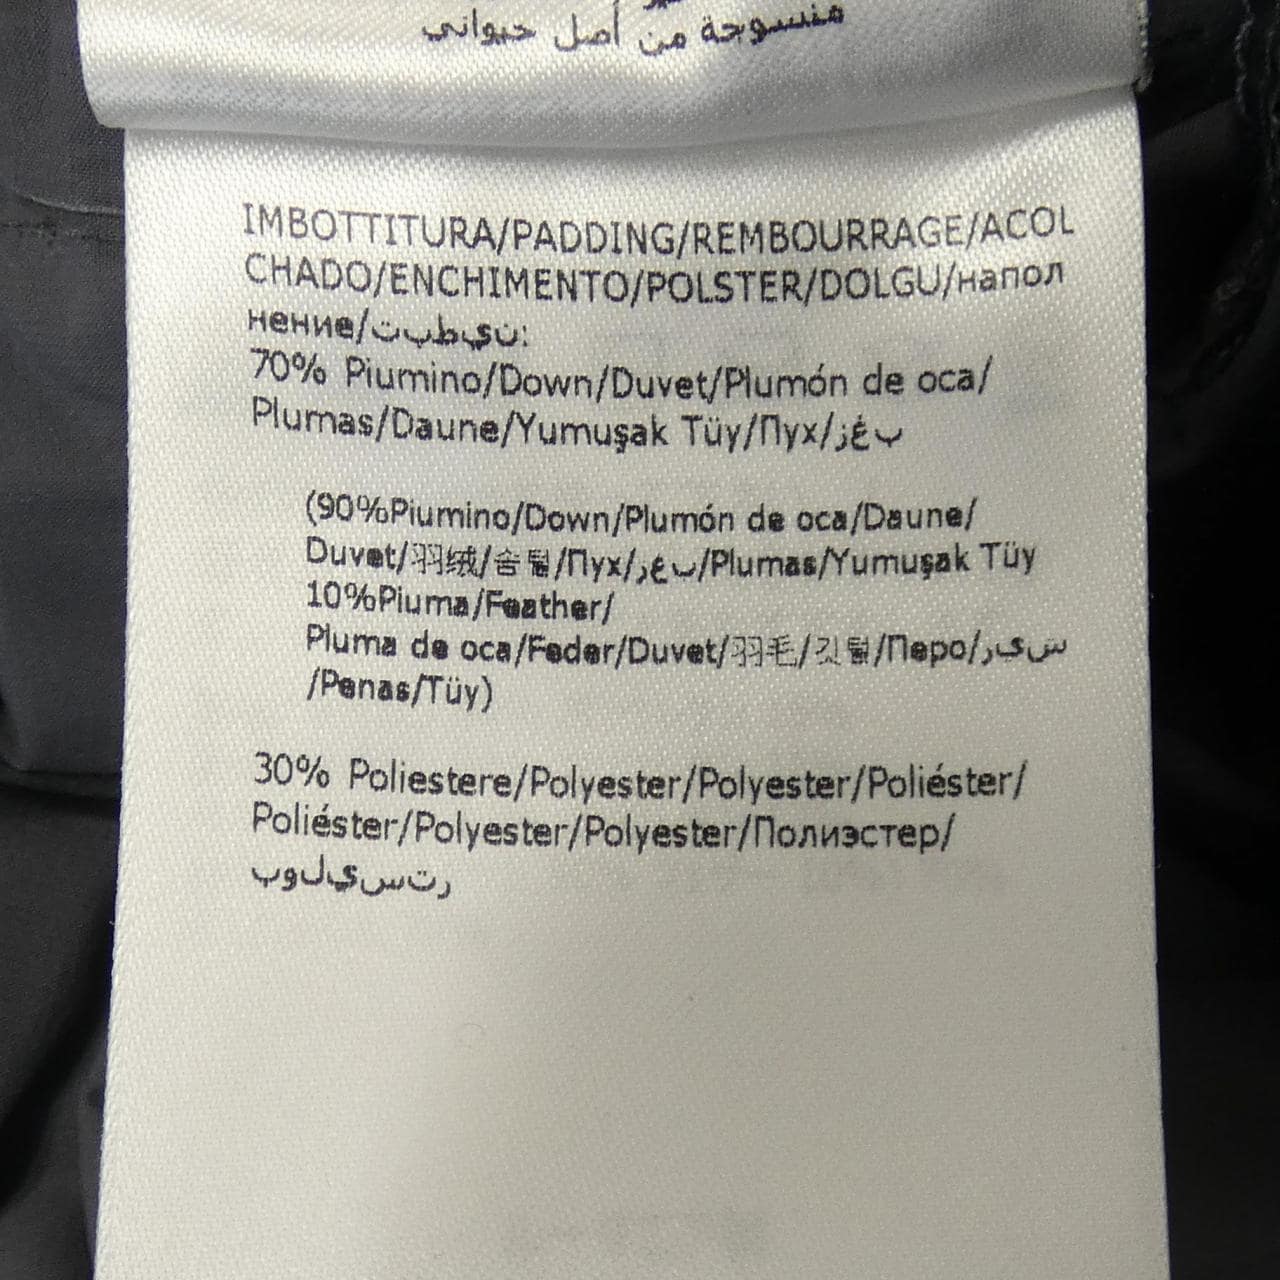 منسوجة من أصل حيواني
IMBOTTITURA/PADDING/REMBOURRAGE/ACOL
CHADO/ENCHIMENTO/POLSTER/DOLGU/напол
нение/تبطين:
70% Piumino/Down/Duvet/Plumón de oca/
Plumas/Daune/Yumuşak Tüy/Пух/زغب
(90%Piumino/Down/Plumón de oca/Daune/
Duvet/羽绒/솜털/Пух/زغب/Plumas/Yumuşak Tüy
10%Piuma/Feather/
Pluma de oca/Feder/Duvet/羽毛/깃털/Перо/ريش
/Penas/Tüy)
30% Poliestere/Polyester/Polyester/Poliéster/
Poliéster/Polyester/Polyester/Полиэстер/
بوليستر